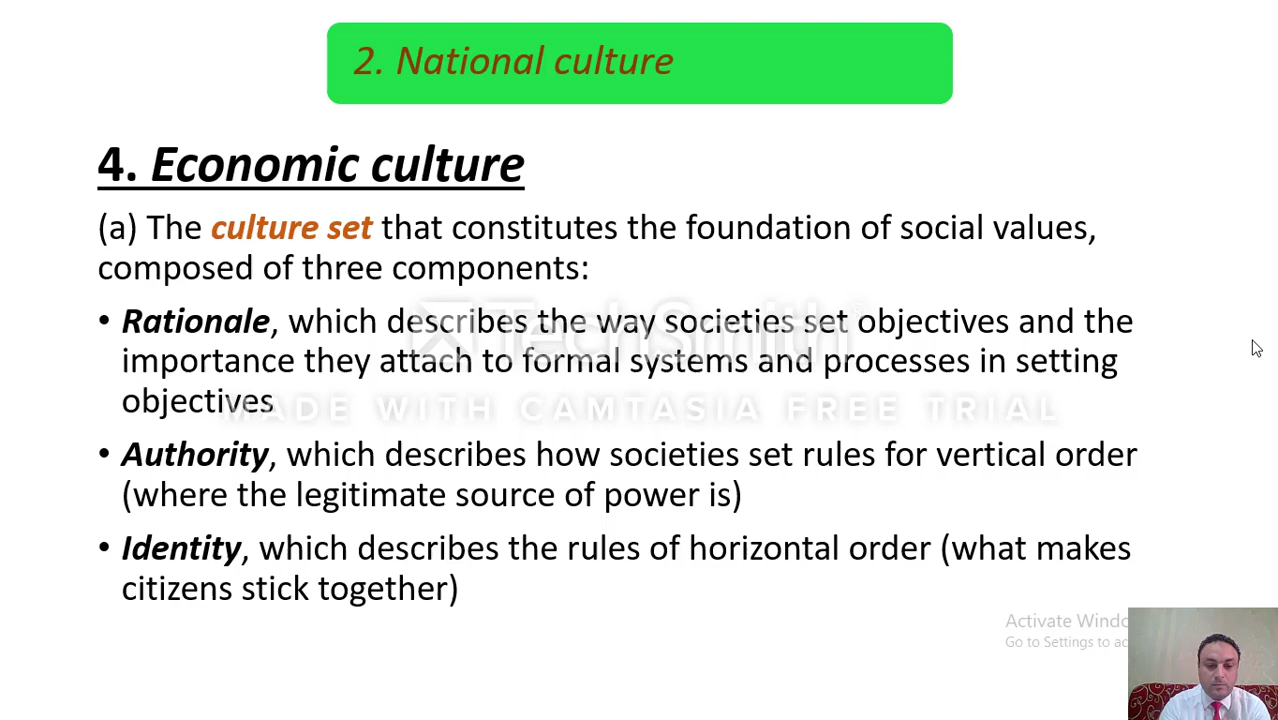 2. National culture
4. Economic culture
(a) The culture set that constitutes the foundation of social values,
composed of three components:
• Rationale, which describes the way societies set objectives and the
importance they attach to formal systems and processes in setting
objectives
• Authority, which describes how societies set rules for vertical order
(where the legitimate source of power is)
• Identity, which describes the rules of horizontal order (what makes
citizens stick together)
TechSmith
MADE WITH CAMTASIA FREE TRIAL
Activate Windo
Go to Settings to ac